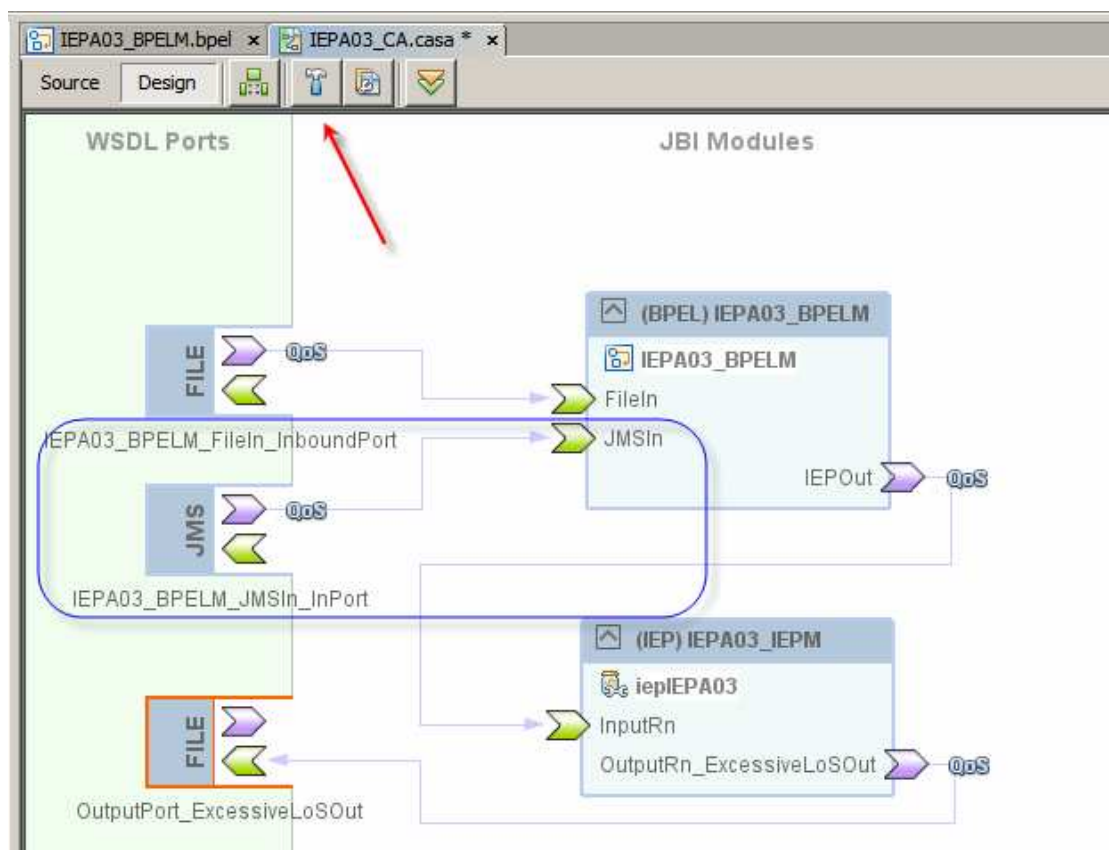 IEPA03_BPELM.bpel x IEPA03_CA.casa * x
Source Design
WSDL Ports
JBI Modules
FILE
QoS
IEPA03_BPELM_FileIn_InboundPort
JMS
QoS
IEPA03_BPELM_JMSIn_InPort
FILE
OutputPort_ExcessiveLoSOut
(BPEL) IEPA03_BPELM
IEPA03_BPELM
FileIn
JMSIn
IEPOut
QoS
(IEP) IEPA03_IEPM
iepIEPA03
InputRn
OutputRn_ExcessiveLoSOut
QoS